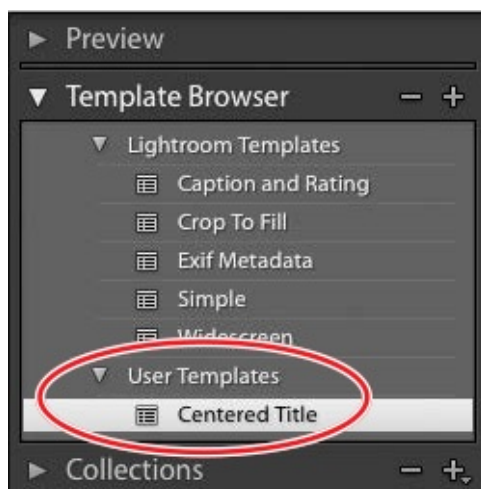 Preview
Template Browser
Lightroom Templates
Caption and Rating
Crop To Fill
Exif Metadata
Simple
Widescreen
User Templates
Centered Title
Collections